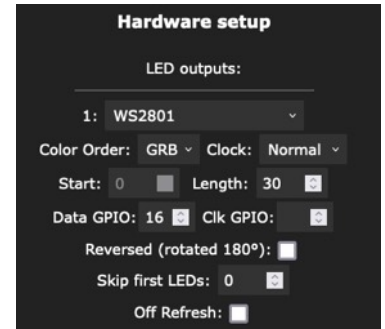 Hardware setup
LED outputs:
1: WS2801
Color Order: GRB Clock: Normal
Start: 0 Length: 30
Data GPIO: 16 Clk GPIO:
Reversed (rotated 180°):
Skip first LEDs: 0
Off Refresh: